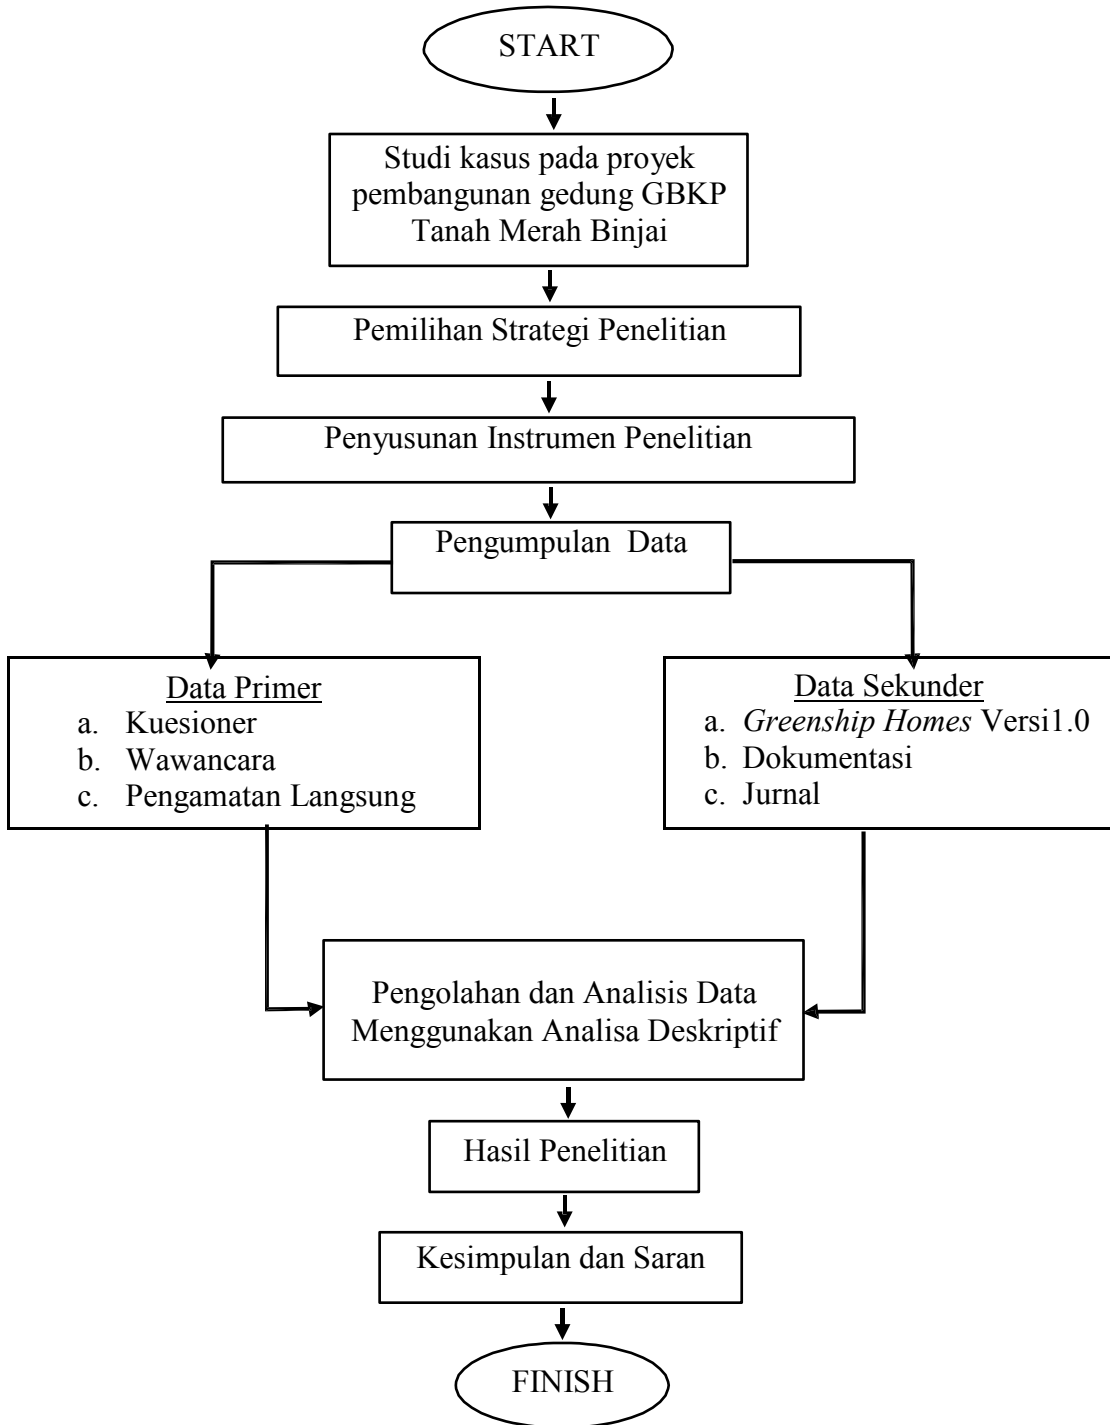 START
Studi kasus pada proyek
pembangunan gedung GBKP
Tanah Merah Binjai
Pemilihan Strategi Penelitian
Penyusunan Instrumen Penelitian
Pengumpulan Data
Data Primer
a. Kuesioner
b. Wawancara
c. Pengamatan Langsung
Data Sekunder
a. Greenship Homes Versi1.0
b. Dokumentasi
c. Jurnal
Pengolahan dan Analisis Data
Menggunakan Analisa Deskriptif
Hasil Penelitian
Kesimpulan dan Saran
FINISH